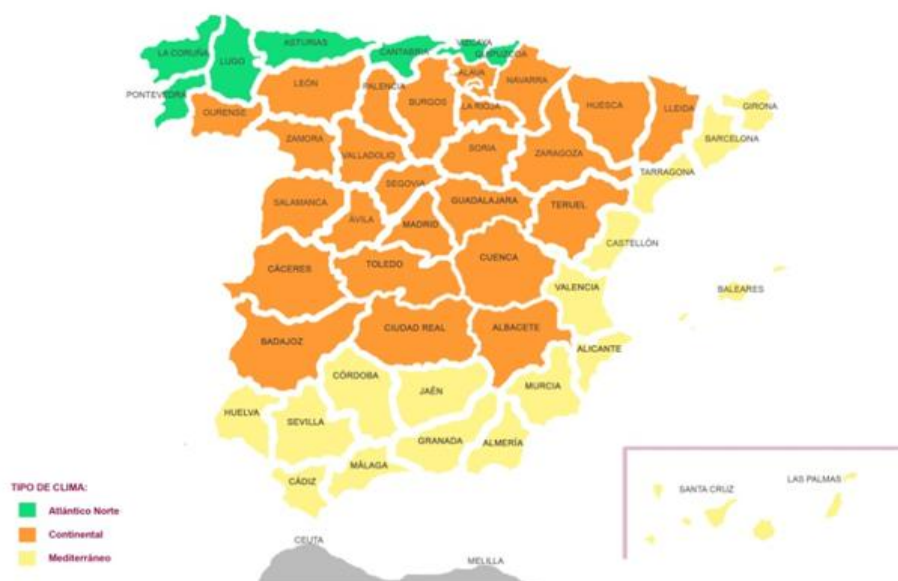 LA CORUÑA
LUGO
ASTURIAS
CANTABRIA
VIZCAYA
GUIPUZCOA
PONTEVEDRA
OURENSE
LEÓN
PALENCIA
BURGOS
ALAVA
LA RIOJA
NAVARRA
HUESCA
LLEIDA
GIRONA
BARCELONA
TARRAGONA
ZAMORA
VALLADOLID
SORIA
ZARAGOZA
SEGOVIA
SALAMANCA
ÁVILA
MADRID
GUADALAJARA
TERUEL
CASTELLÓN
CÁCERES
TOLEDO
CUENCA
VALENCIA
BALEARES
BADAJOZ
CIUDAD REAL
ALBACETE
ALICANTE
CÓRDOBA
JAÉN
MURCIA
HUELVA
SEVILLA
GRANADA
ALMERÍA
MÁLAGA
CÁDIZ
SANTA CRUZ
LAS PALMAS
TIPO DE CLIMA:
Atlántico Norte
Continental
Mediterráneo
CEUTA
MELILLA